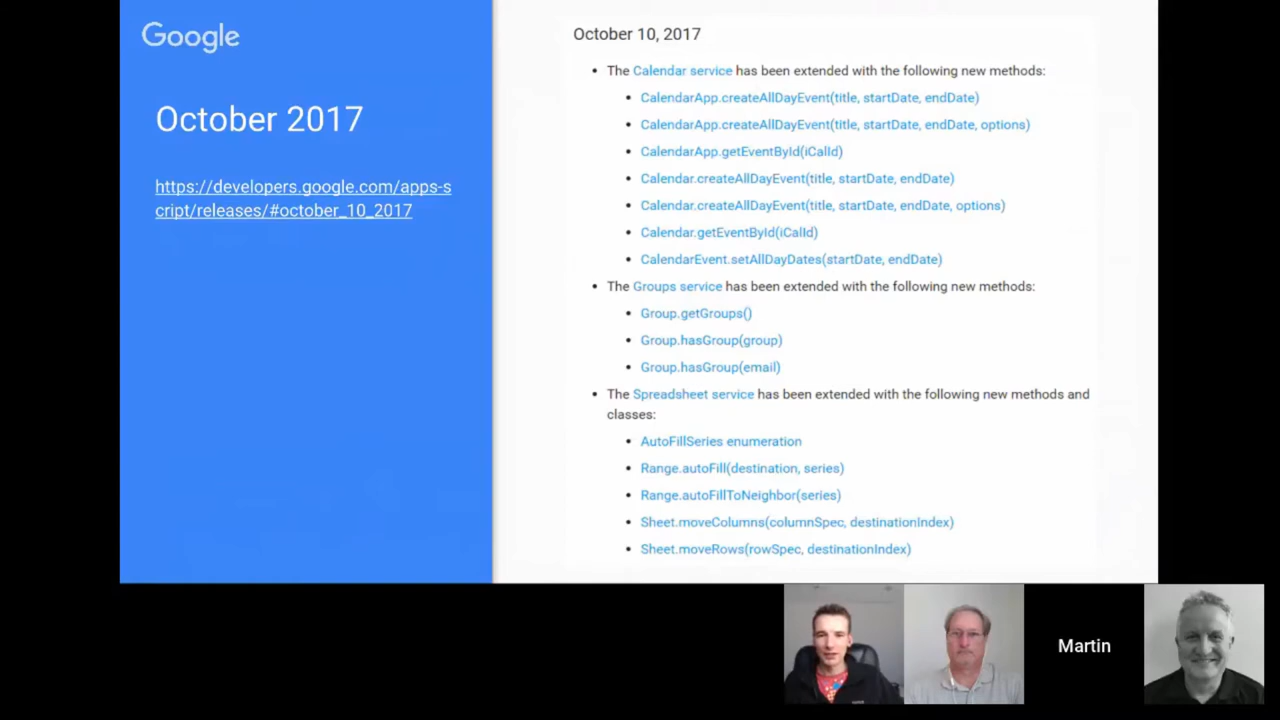 Google
October 2017
https://developers.google.com/apps-s
cript/releases/#october_10_2017
October 10, 2017
• The Calendar service has been extended with the following new methods:
• CalendarApp.createAllDayEvent(title, startDate, endDate)
• CalendarApp.createAllDayEvent(title, startDate, endDate, options)
• CalendarApp.getEventById(iCalId)
• Calendar.createAllDayEvent(title, startDate, endDate)
• Calendar.createAllDayEvent(title, startDate, endDate, options)
• Calendar.getEventById(iCalId)
• CalendarEvent.setAllDayDates(startDate, endDate)
• The Groups service has been extended with the following new methods:
• Group.getGroups()
• Group.hasGroup(group)
• Group.hasGroup(email)
• The Spreadsheet service has been extended with the following new methods and
classes:
• AutoFillSeries enumeration
• Range.autoFill(destination, series)
• Range.autoFillToNeighbor(series)
• Sheet.moveColumns(columnSpec, destinationIndex)
• Sheet.moveRows(rowSpec, destinationIndex)
Martin